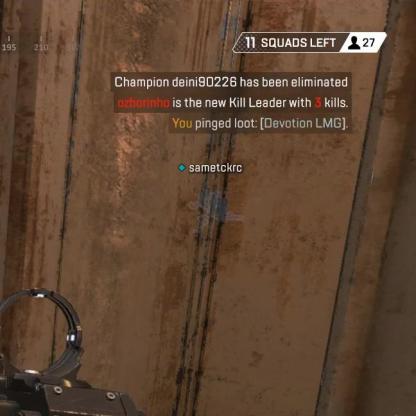 195 210
11 SQUADS LEFT 27
Champion deini90226 has been eliminated
ozborinho is the new Kill Leader with 3 kills.
You pinged loot: [Devotion LMG].
sametckrc